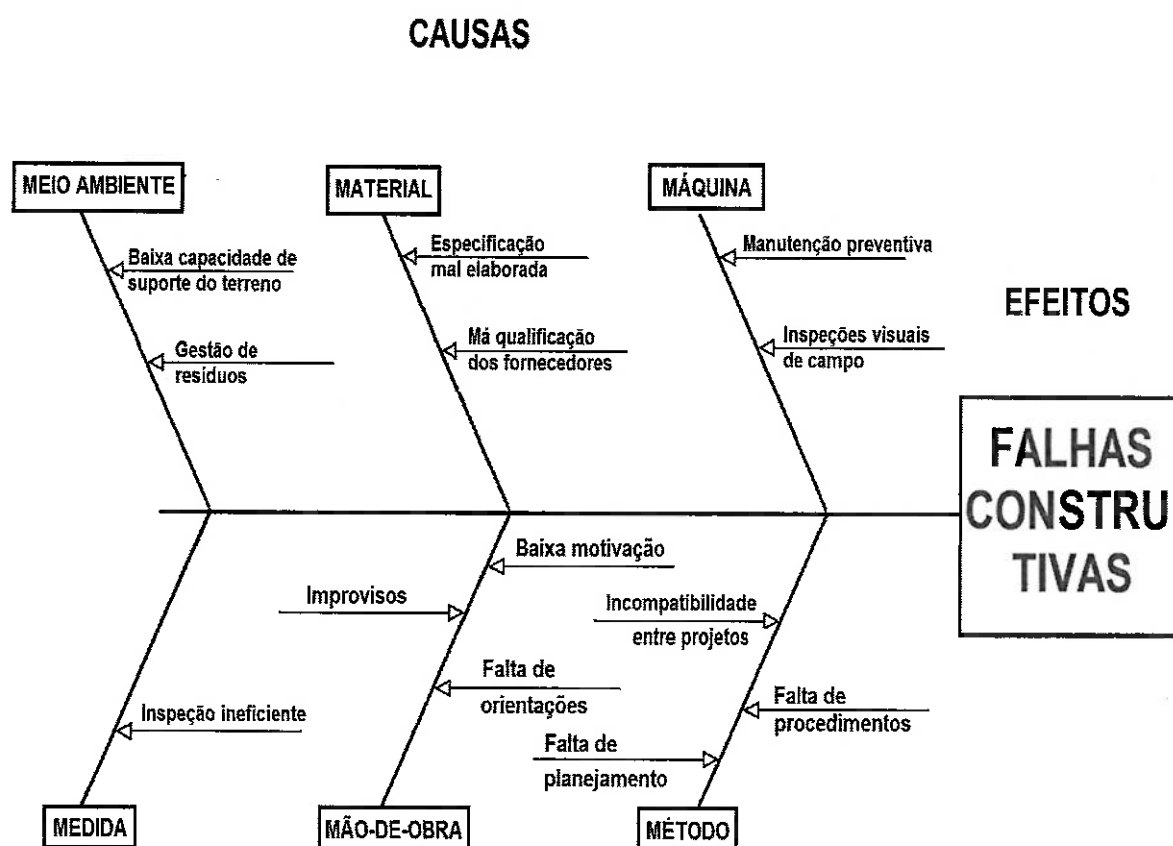 CAUSAS
MEIO AMBIENTE
MATERIAL
MÁQUINA
Baixa capacidade de
suporte do terreno
Especificação
mal elaborada
Manutenção preventiva
Gestão de
resíduos
Má qualificação
dos fornecedores
Inspeções visuais
de campo
EFEITOS
FALHAS
CONSTRU
TIVAS
Baixa motivação
Improvisos
Incompatibilidade
entre projetos
Falta de
orientações
Inspeção ineficiente
Falta de
procedimentos
Falta de
planejamento
MEDIDA
MÃO-DE-OBRA
MÉTODO